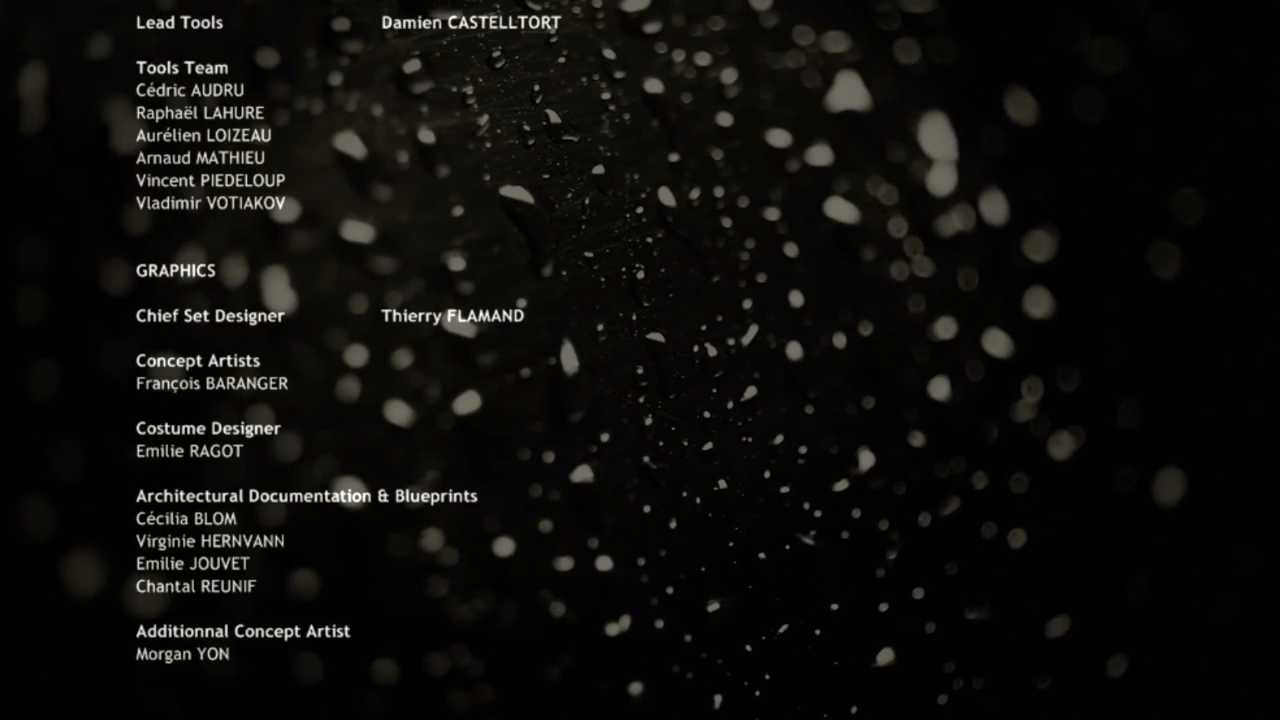 Lead Tools Damien CASTELLTORT
Tools Team
Cédric AUDRU
Raphaël LAHURE
Aurélien LOIZEAU
Arnaud MATHIEU
Vincent PIEDELOUP
Vladimir VOTIAKOV
GRAPHICS
Chief Set Designer Thierry FLAMAND
Concept Artists
François BARANGER
Costume Designer
Emilie RAGOT
Architectural Documentation & Blueprints
Cécilia BLOM
Virginie HERNVANN
Emilie JOUVET
Chantal REUNIF
Additionnal Concept Artist
Morgan YON